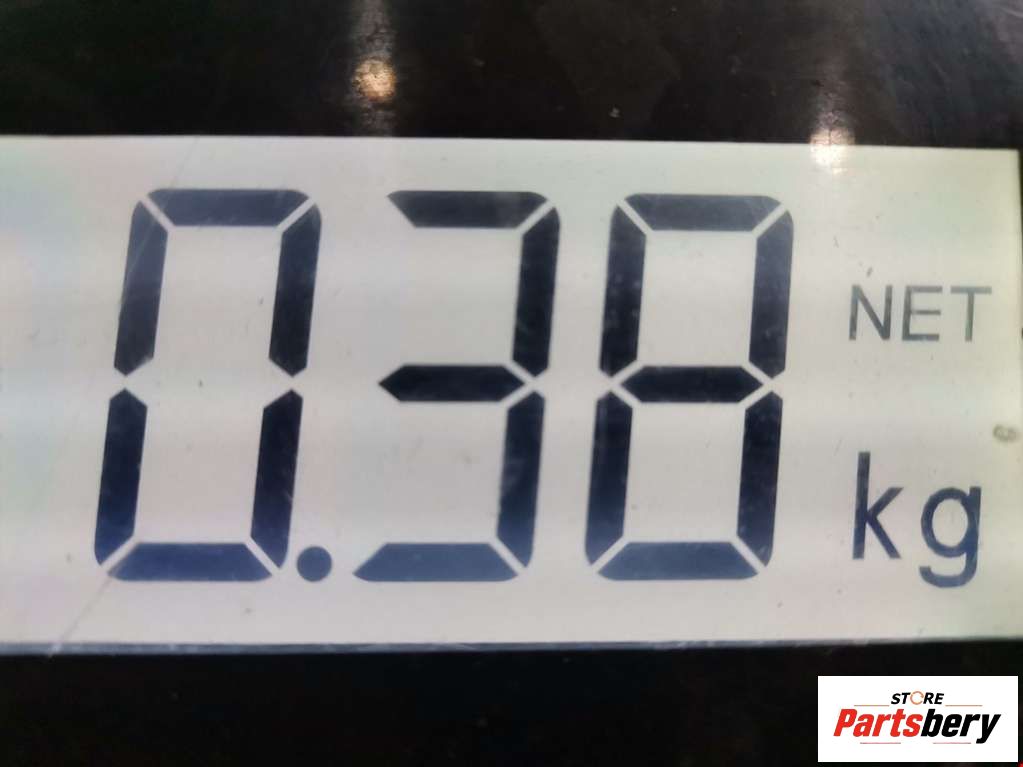 0.38 NET
kg
STORE
Partsbery